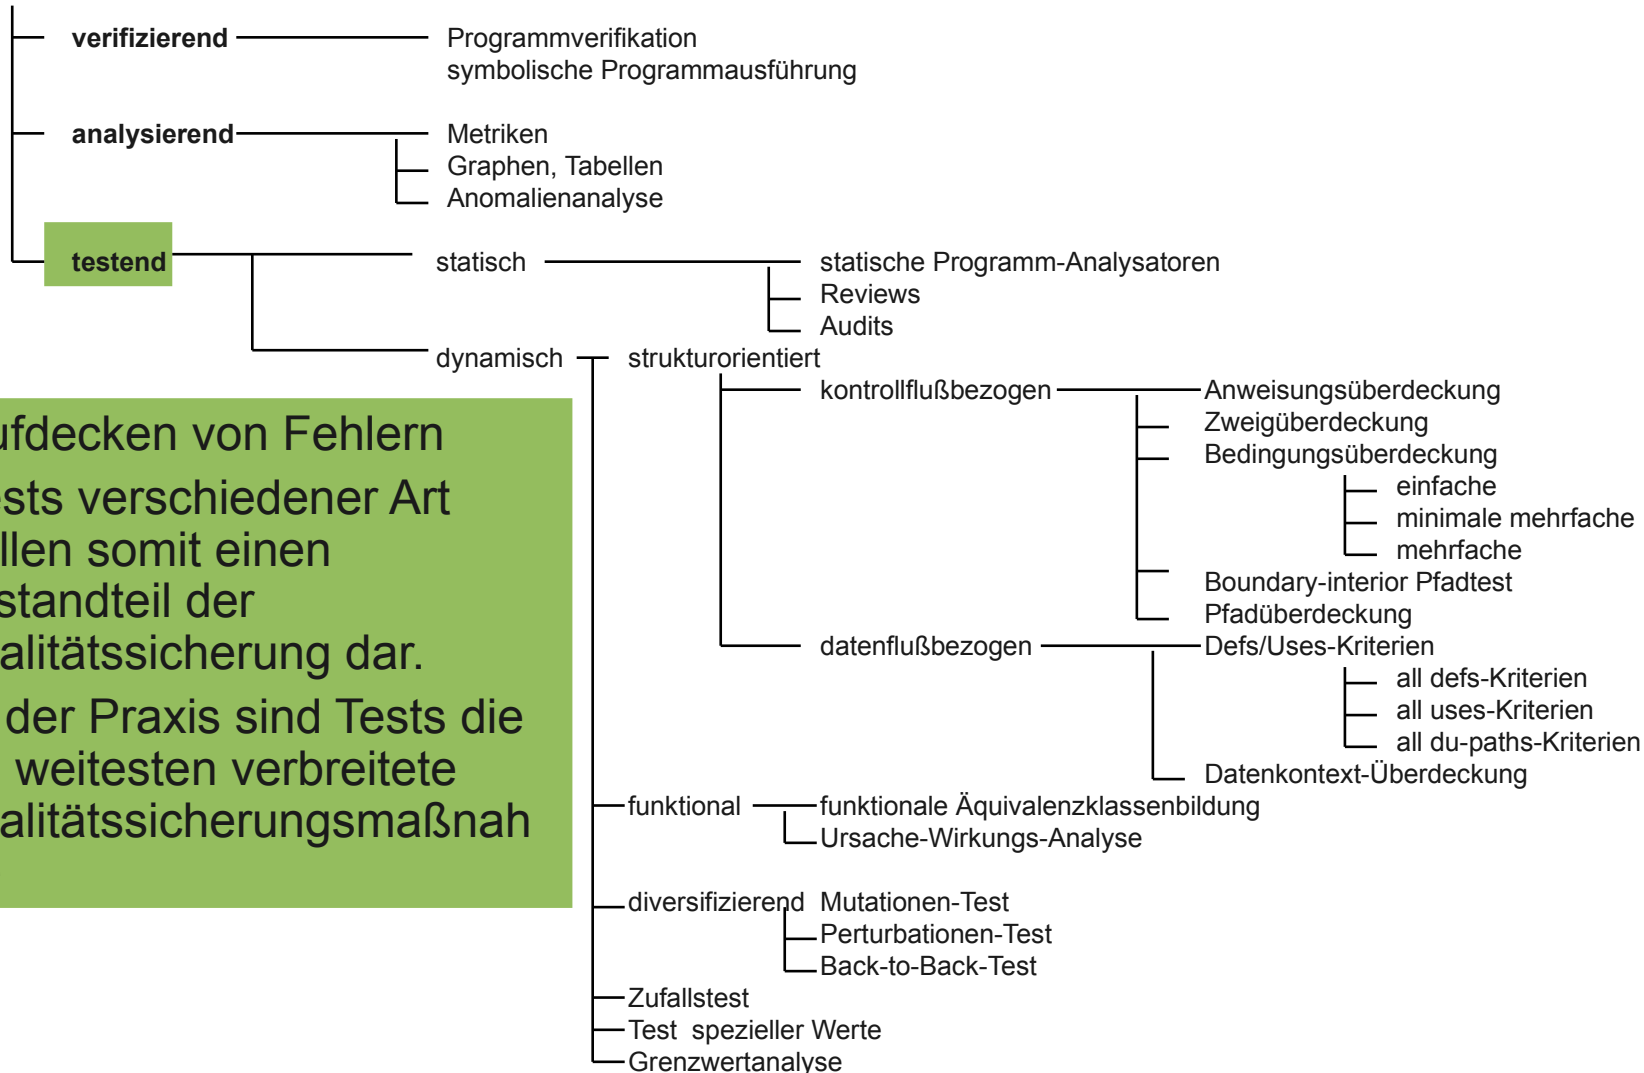 verifizierend Programmverifikation
symbolische Programmausführung
analysierend Metriken
Graphen, Tabellen
Anomalienanalyse
testend statisch statische Programm-Analysatoren
Reviews
Audits
dynamisch strukturorientiert
kontrollflußbezogen Anweisungsüberdeckung
Zweigüberdeckung
Bedingungsüberdeckung
einfache
minimale mehrfache
mehrfache
Boundary-interior Pfadtest
Pfadüberdeckung
datenflußbezogen Defs/Uses-Kriterien
all defs-Kriterien
all uses-Kriterien
all du-paths-Kriterien
Datenkontext-Überdeckung
funktional funktionale Äquivalenzklassenbildung
Ursache-Wirkungs-Analyse
diversifizierend Mutationen-Test
Perturbationen-Test
Back-to-Back-Test
Zufallstest
Test spezieller Werte
Grenzwertanalyse
ufdecken von Fehlern
ests verschiedener Art
llen somit einen
standteil der
alitätssicherung dar.
der Praxis sind Tests die
weitesten verbreitete
alitätssicherungsmaßnah